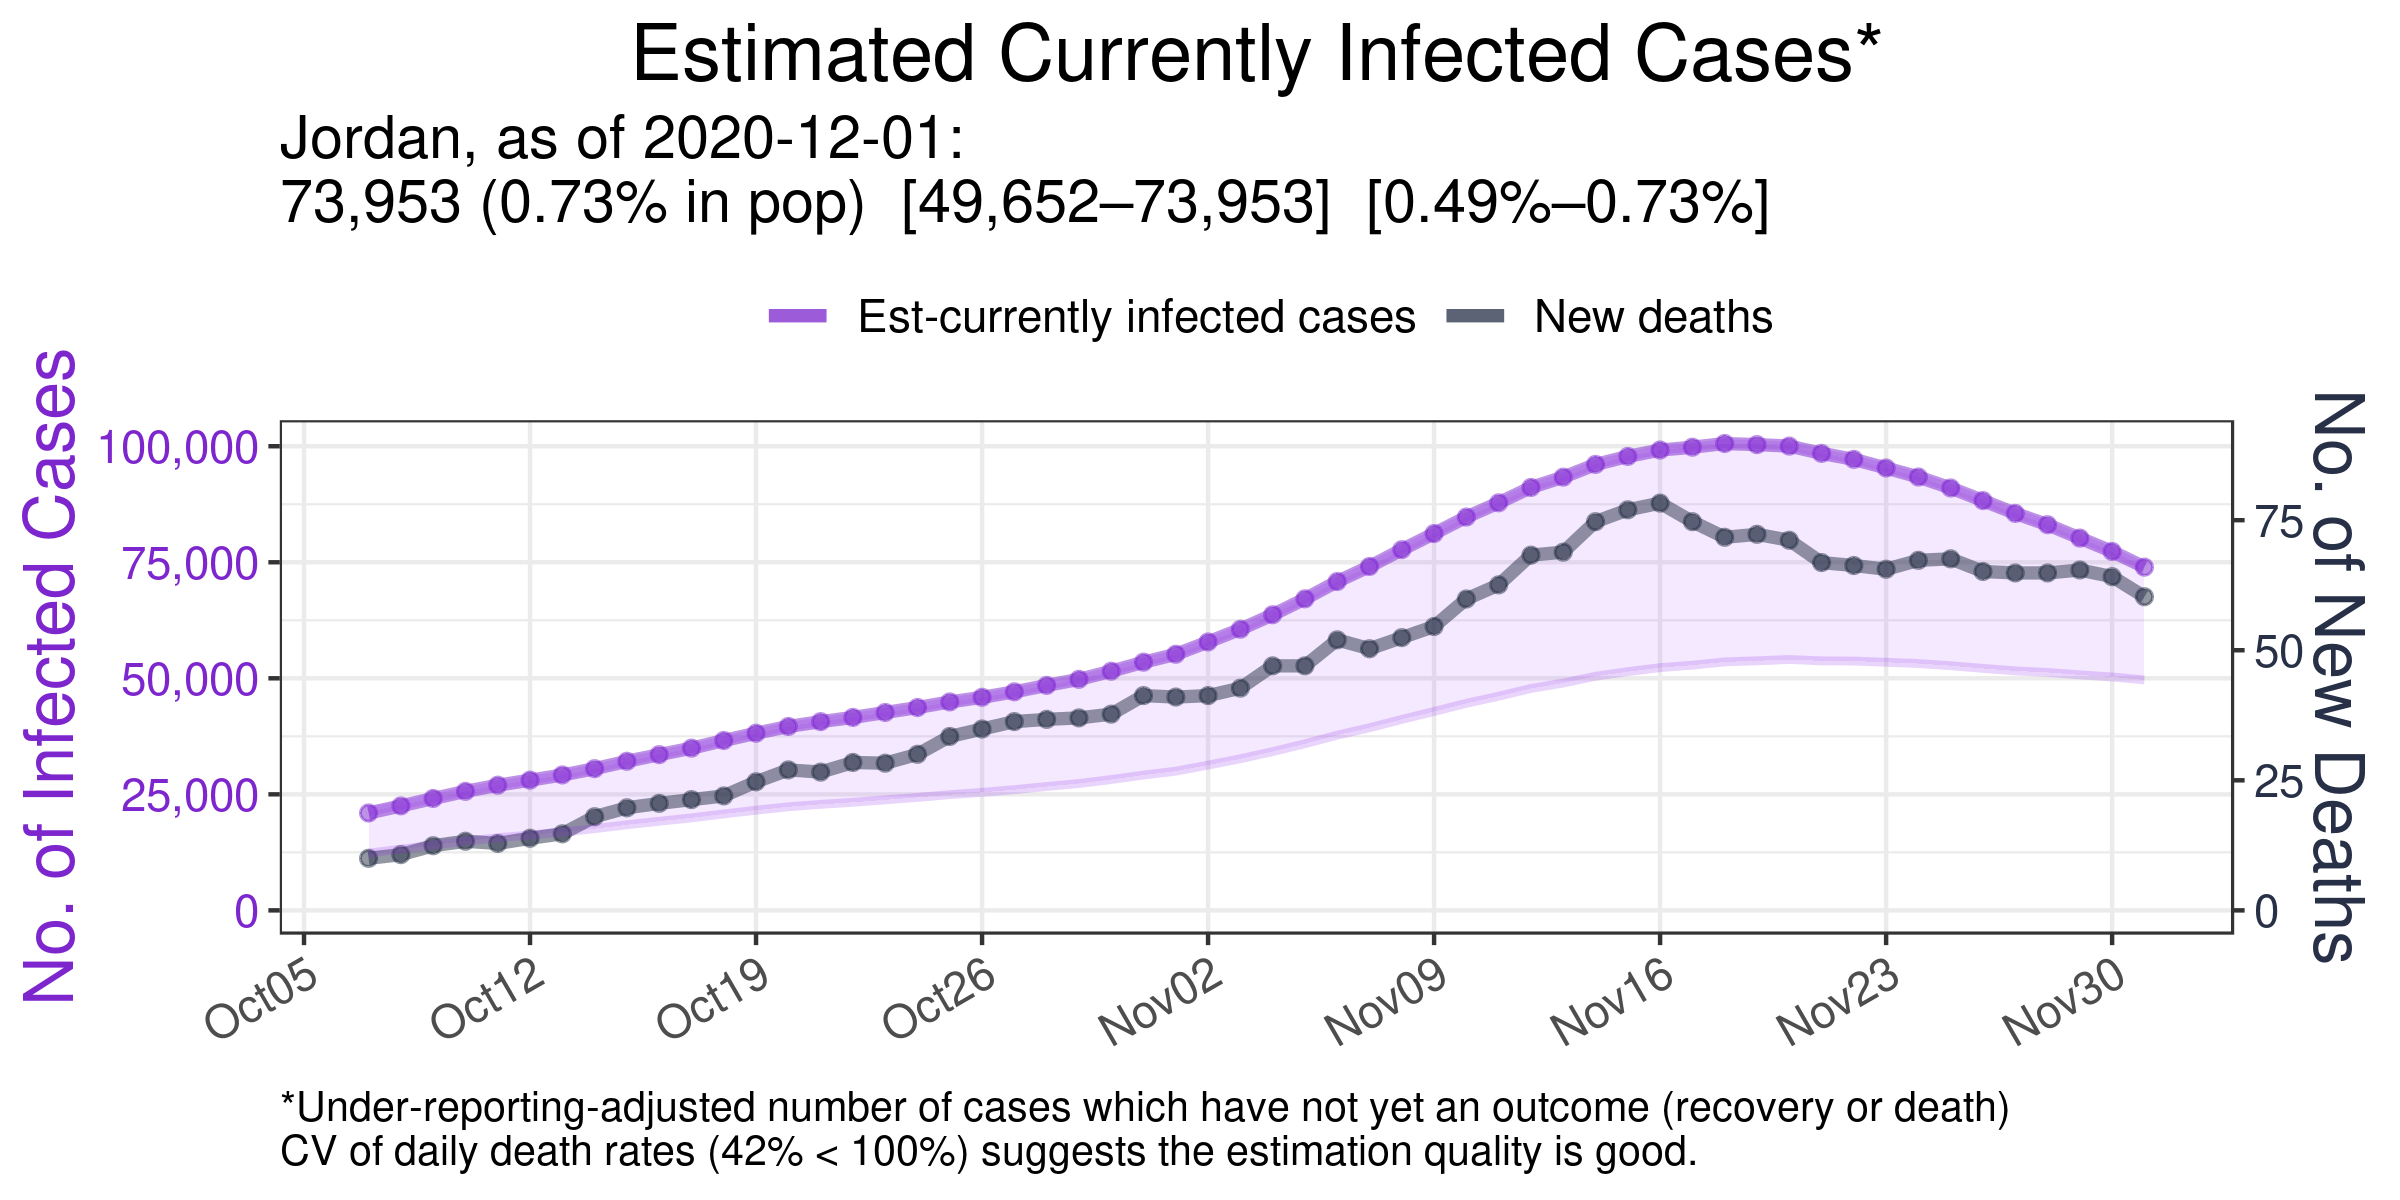 Estimated Currently Infected Cases*
Jordan, as of 2020-12-01:
73,953 (0.73% in pop)  [49,652–73,953]  [0.49%–0.73%]
Est-currently infected cases
New deaths
No. of Infected Cases
100,000
75,000
50,000
25,000
0
No. of New Deaths
75
50
25
0
Oct05
Oct12
Oct19
Oct26
Nov02
Nov09
Nov16
Nov23
Nov30
*Under-reporting-adjusted number of cases which have not yet an outcome (recovery or death)
CV of daily death rates (42% < 100%) suggests the estimation quality is good.